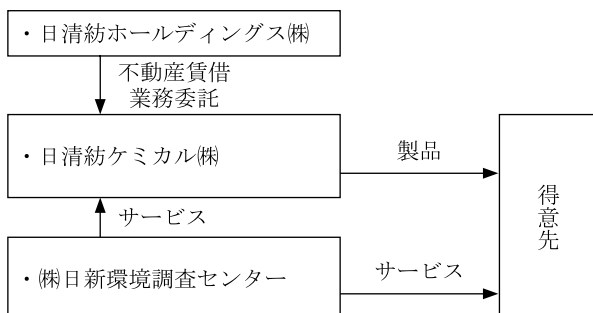 ・日清紡ホールディングス㈱
不動産賃借
業務委託
・日清紡ケミカル㈱
製品
サービス
・㈱日新環境調査センター
サービス
得意先